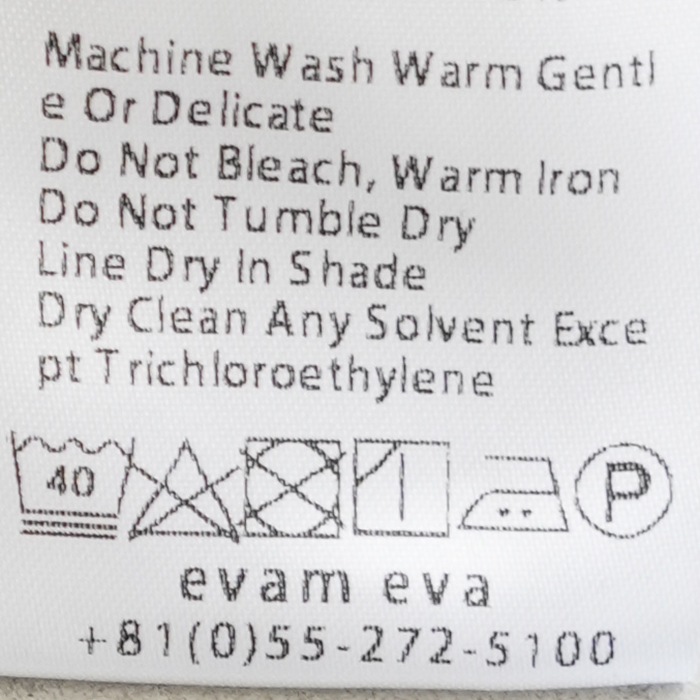 Machine Wash Warm Gentl
e Or Delicate
Do Not Bleach, Warm Iron
Do Not Tumble Dry
Line Dry In Shade
Dry Clean Any Solvent Exce
pt Trichloroethylene
40 P
evam eva
+81(0)55-272-5100